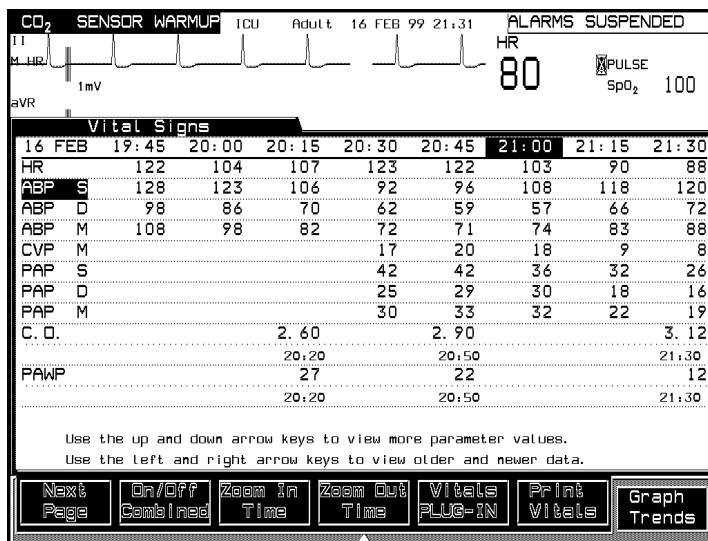 CO₂ SENSOR WARMUP ICU Adult 16 FEB 99 21:31 ALARMS SUSPENDED
II HR
M HR 80 PULSE
1mV SpO₂ 100
aVR
Vital Signs
16 FEB 19:45 20:00 20:15 20:30 20:45 21:00 21:15 21:30
HR 122 104 107 123 122 103 90 88
ABP S 128 123 106 92 96 108 118 120
ABP D 98 86 70 62 59 57 66 72
ABP M 108 98 82 72 71 74 83 88
CVP M 17 20 18 9 8
PAP S 42 42 36 32 26
PAP D 25 29 30 18 16
PAP M 30 33 32 22 19
C.O. 2.60 2.90 3.12
20:20 20:50 21:30
PAWP 27 22 12
20:20 20:50 21:30
Use the up and down arrow keys to view more parameter values.
Use the left and right arrow keys to view older and newer data.
Next On/Off Zoom In Zoom Out Vitals Print Graph
Page Combined Time Time PLUG-IN Vitals Trends